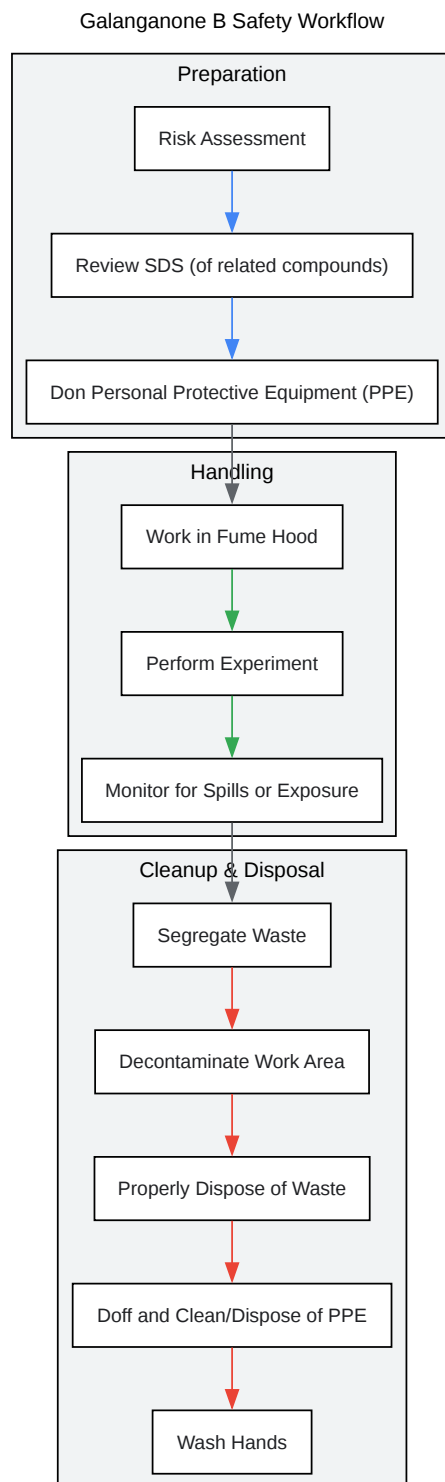 Galanganone B Safety Workflow
Preparation
Risk Assessment
Review SDS (of related compounds)
Don Personal Protective Equipment (PPE)
Handling
Work in Fume Hood
Perform Experiment
Monitor for Spills or Exposure
Cleanup & Disposal
Segregate Waste
Decontaminate Work Area
Properly Dispose of Waste
Doff and Clean/Dispose of PPE
Wash Hands